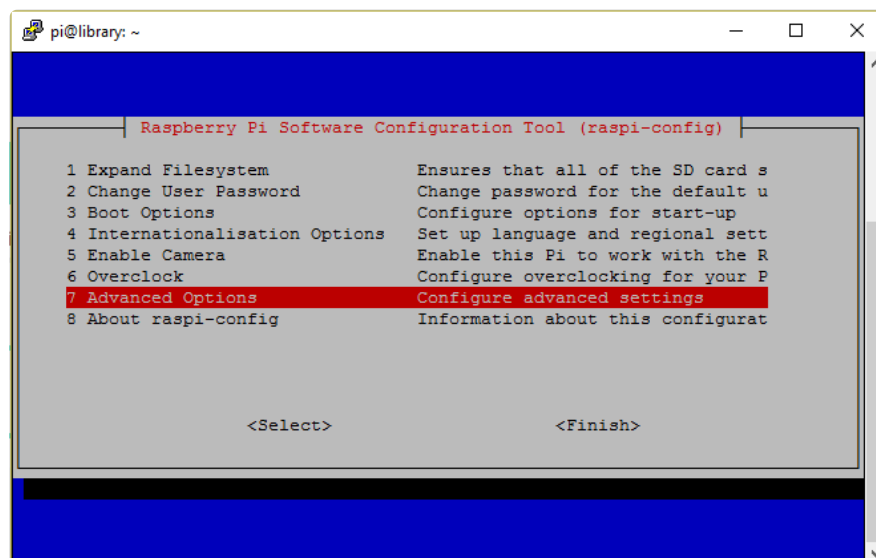 pi@library: ~
Raspberry Pi Software Configuration Tool (raspi-config)
1 Expand Filesystem Ensures that all of the SD card s
2 Change User Password Change password for the default u
3 Boot Options Configure options for start-up
4 Internationalisation Options Set up language and regional sett
5 Enable Camera Enable this Pi to work with the R
6 Overclock Configure overclocking for your P
7 Advanced Options Configure advanced settings
8 About raspi-config Information about this configurat
<Select> <Finish>